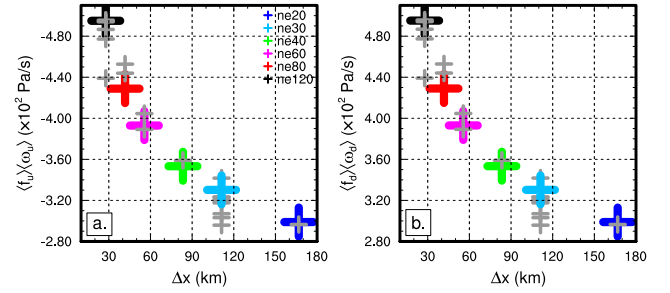 -4.80
-4.40
-4.00
-3.60
-3.20
-2.80
⟨f_u⟩⟨ω_u⟩ (×10² Pa/s)
ne20
ne30
ne40
ne60
ne80
ne120
a.
30 60 90 120 150 180
Δx (km)
4.80
4.40
4.00
3.60
3.20
2.80
⟨f_d⟩⟨ω_d⟩ (×10² Pa/s)
b.
30 60 90 120 150 180
Δx (km)